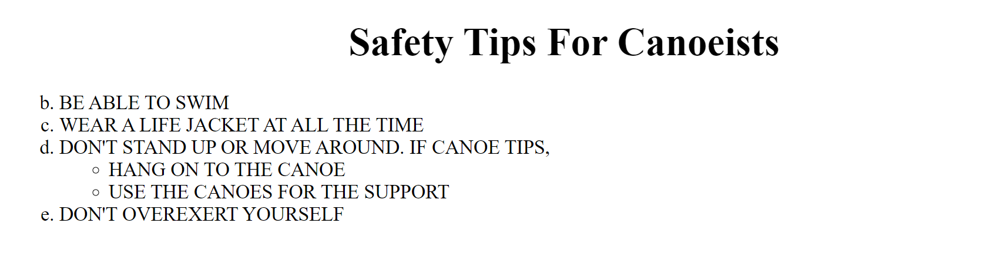 Safety Tips For Canoeists
b. BE ABLE TO SWIM
c. WEAR A LIFE JACKET AT ALL THE TIME
d. DON'T STAND UP OR MOVE AROUND. IF CANOE TIPS,
◦ HANG ON TO THE CANOE
◦ USE THE CANOES FOR THE SUPPORT
e. DON'T OVEREXERT YOURSELF